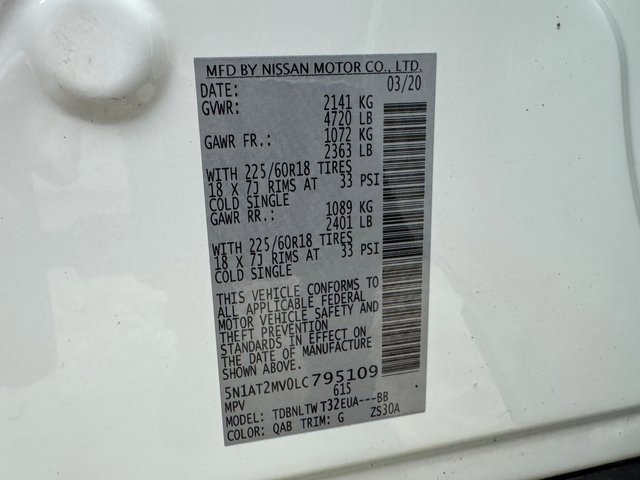 MFD BY NISSAN MOTOR CO., LTD.
DATE: 03/20
GVWR: 2141 KG
4720 LB
GAWR FR.: 1072 KG
2363 LB
WITH 225/60R18 TIRES
18 X 7J RIMS AT 33 PSI
COLD SINGLE
GAWR RR.: 1089 KG
2401 LB
WITH 225/60R18 TIRES
18 X 7J RIMS AT 33 PSI
COLD SINGLE
THIS VEHICLE CONFORMS TO
ALL APPLICABLE FEDERAL
MOTOR VEHICLE SAFETY AND
THEFT PREVENTION
STANDARDS IN EFFECT ON
THE DATE OF MANUFACTURE
SHOWN ABOVE.
5N1AT2MV0LC795109
MPV 615
MODEL: TDBNLTW T32EUA---BB
COLOR: QAB TRIM: G ZS30A